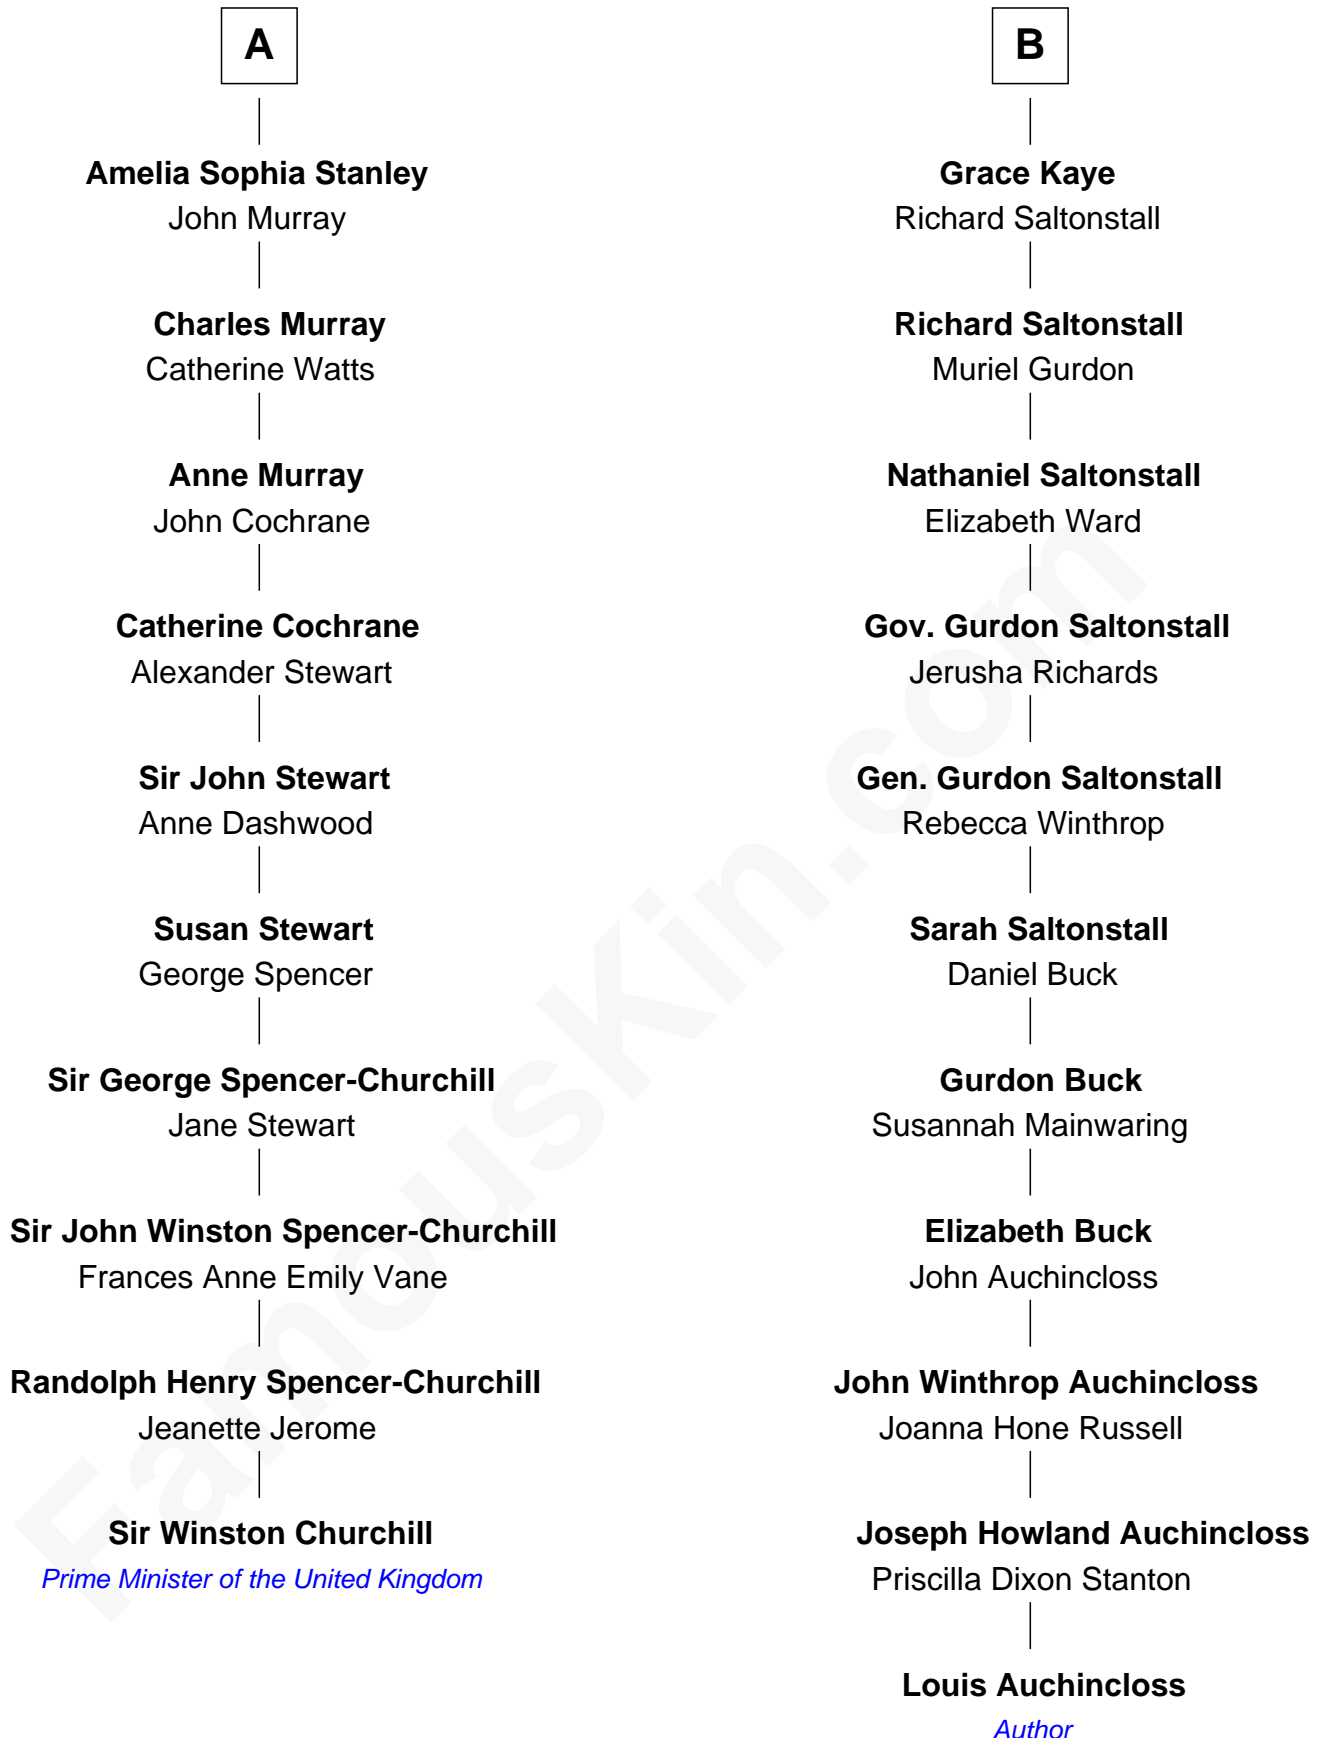 A
Amelia Sophia Stanley
John Murray
Charles Murray
Catherine Watts
Anne Murray
John Cochrane
Catherine Cochrane
Alexander Stewart
Sir John Stewart
Anne Dashwood
Susan Stewart
George Spencer
Sir George Spencer-Churchill
Jane Stewart
Sir John Winston Spencer-Churchill
Frances Anne Emily Vane
Randolph Henry Spencer-Churchill
Jeanette Jerome
Sir Winston Churchill
Prime Minister of the United Kingdom
B
Grace Kaye
Richard Saltonstall
Richard Saltonstall
Muriel Gurdon
Nathaniel Saltonstall
Elizabeth Ward
Gov. Gurdon Saltonstall
Jerusha Richards
Gen. Gurdon Saltonstall
Rebecca Winthrop
Sarah Saltonstall
Daniel Buck
Gurdon Buck
Susannah Mainwaring
Elizabeth Buck
John Auchincloss
John Winthrop Auchincloss
Joanna Hone Russell
Joseph Howland Auchincloss
Priscilla Dixon Stanton
Louis Auchincloss
Author
FamousKin.com